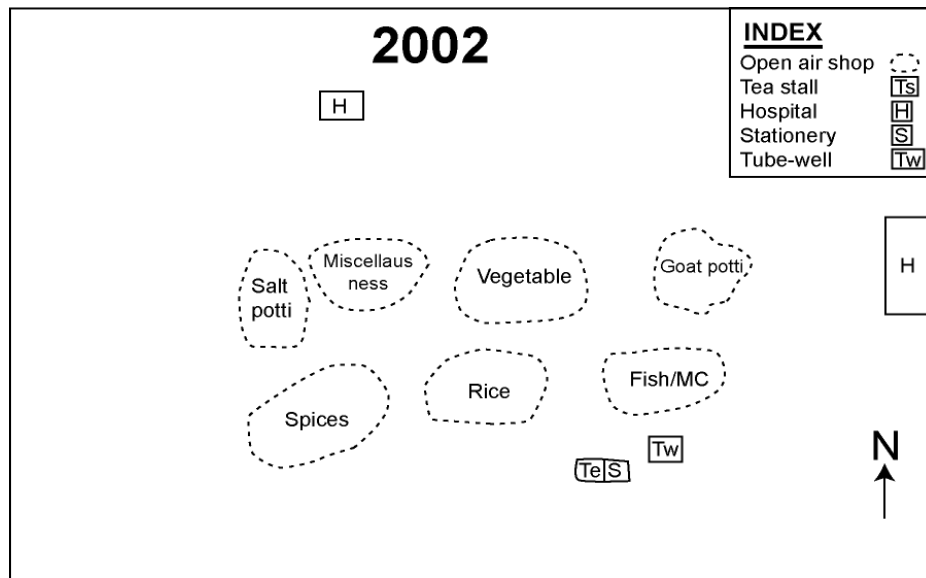 2002
INDEX
Open air shop
Tea stall Ts
Hospital H
Stationery S
Tube-well Tw
H
H
Salt
potti
Miscellaus
ness
Vegetable
Goat potti
Spices
Rice
Fish/MC
Tw
Te S
N